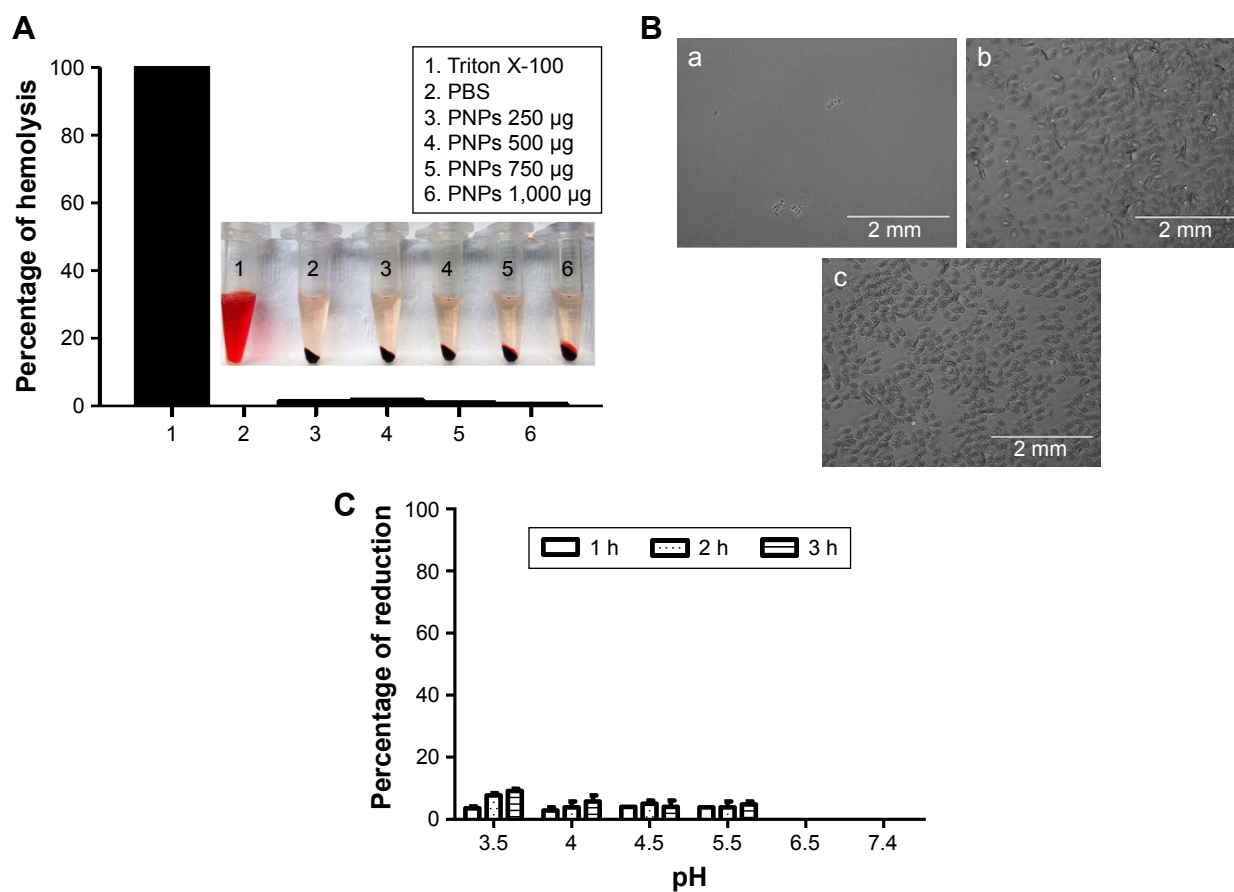 A
Percentage of hemolysis
100
80
60
40
20
0
1 2 3 4 5 6
1. Triton X-100
2. PBS
3. PNPs 250 µg
4. PNPs 500 µg
5. PNPs 750 µg
6. PNPs 1,000 µg
1 2 3 4 5 6
B
a
2 mm
b
2 mm
c
2 mm
C
Percentage of reduction
100
80
60
40
20
0
1 h 2 h 3 h
3.5 4 4.5 5.5 6.5 7.4
pH